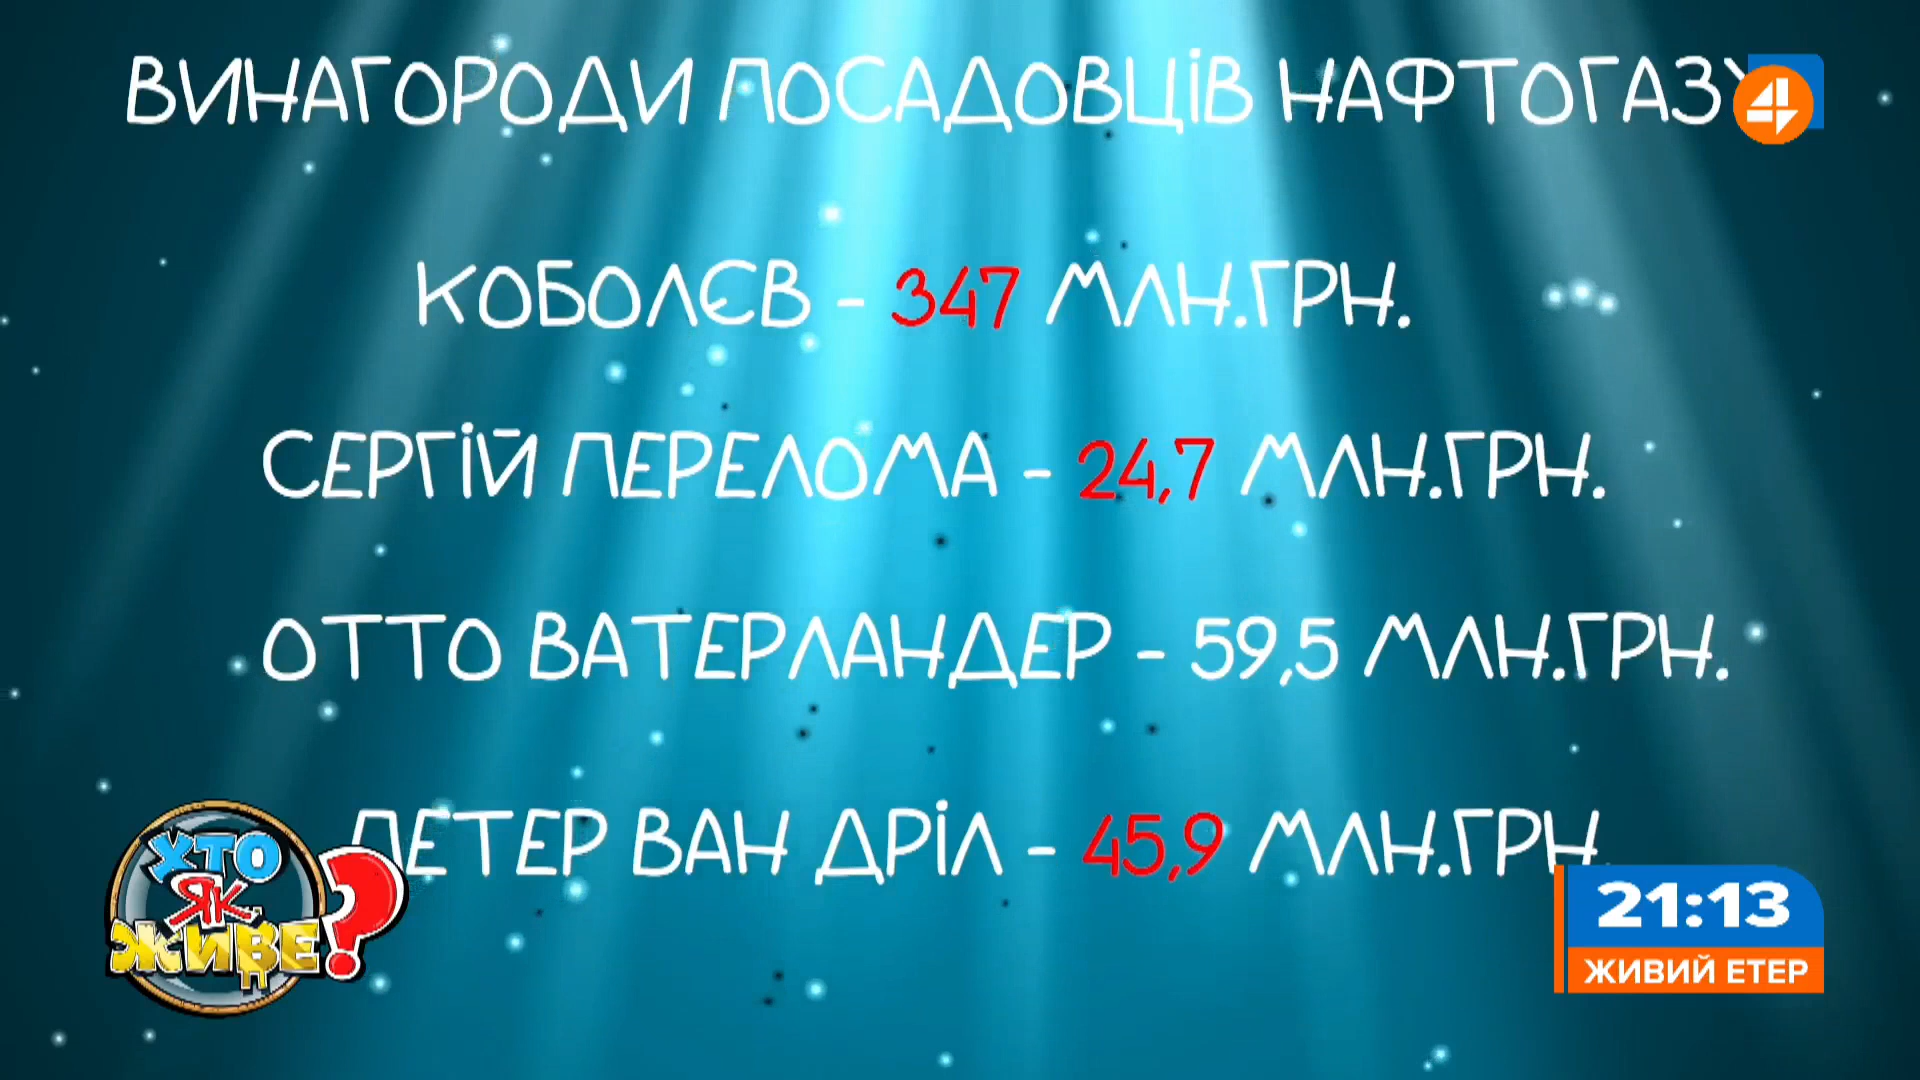 ВИНАГОРОДИ ПОСАДОВЦІВ НАФТОГАЗУ
4
КОБОЛЄВ - 347 МЛН.ГРН.
СЕРГІЙ ПЕРЕЛОМА - 24,7 МЛН.ГРН.
ОТТО ВАТЕРЛАНДЕР - 59,5 МЛН.ГРН.
ПЕТЕР ВАН ДРІЛ - 45,9 МЛН.ГРН.
ХТО
ЯК
ЖИВЕ?
21:13
ЖИВИЙ ЕТЕР